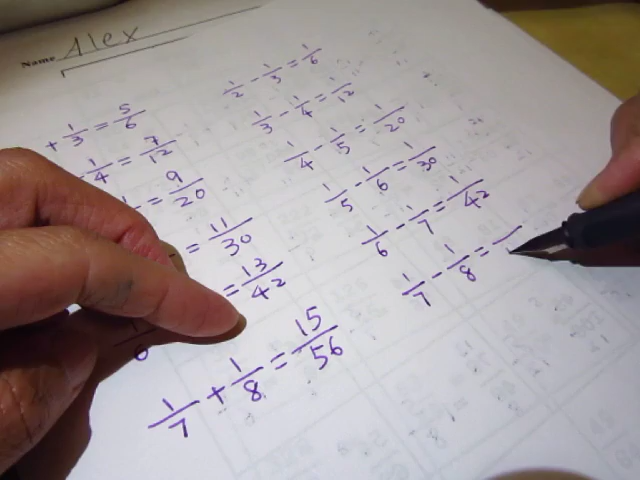 Name Alex
+ 1/3 = 5/6
1/4 = 7/12
= 9/20
= 11/30
= 13/42
1/7 + 1/8 = 15/56
1/2 - 1/3 = 1/6
1/3 - 1/4 = 1/12
1/4 - 1/5 = 1/20
1/5 - 1/6 = 1/30
1/6 - 1/7 = 1/42
1/7 - 1/8 =